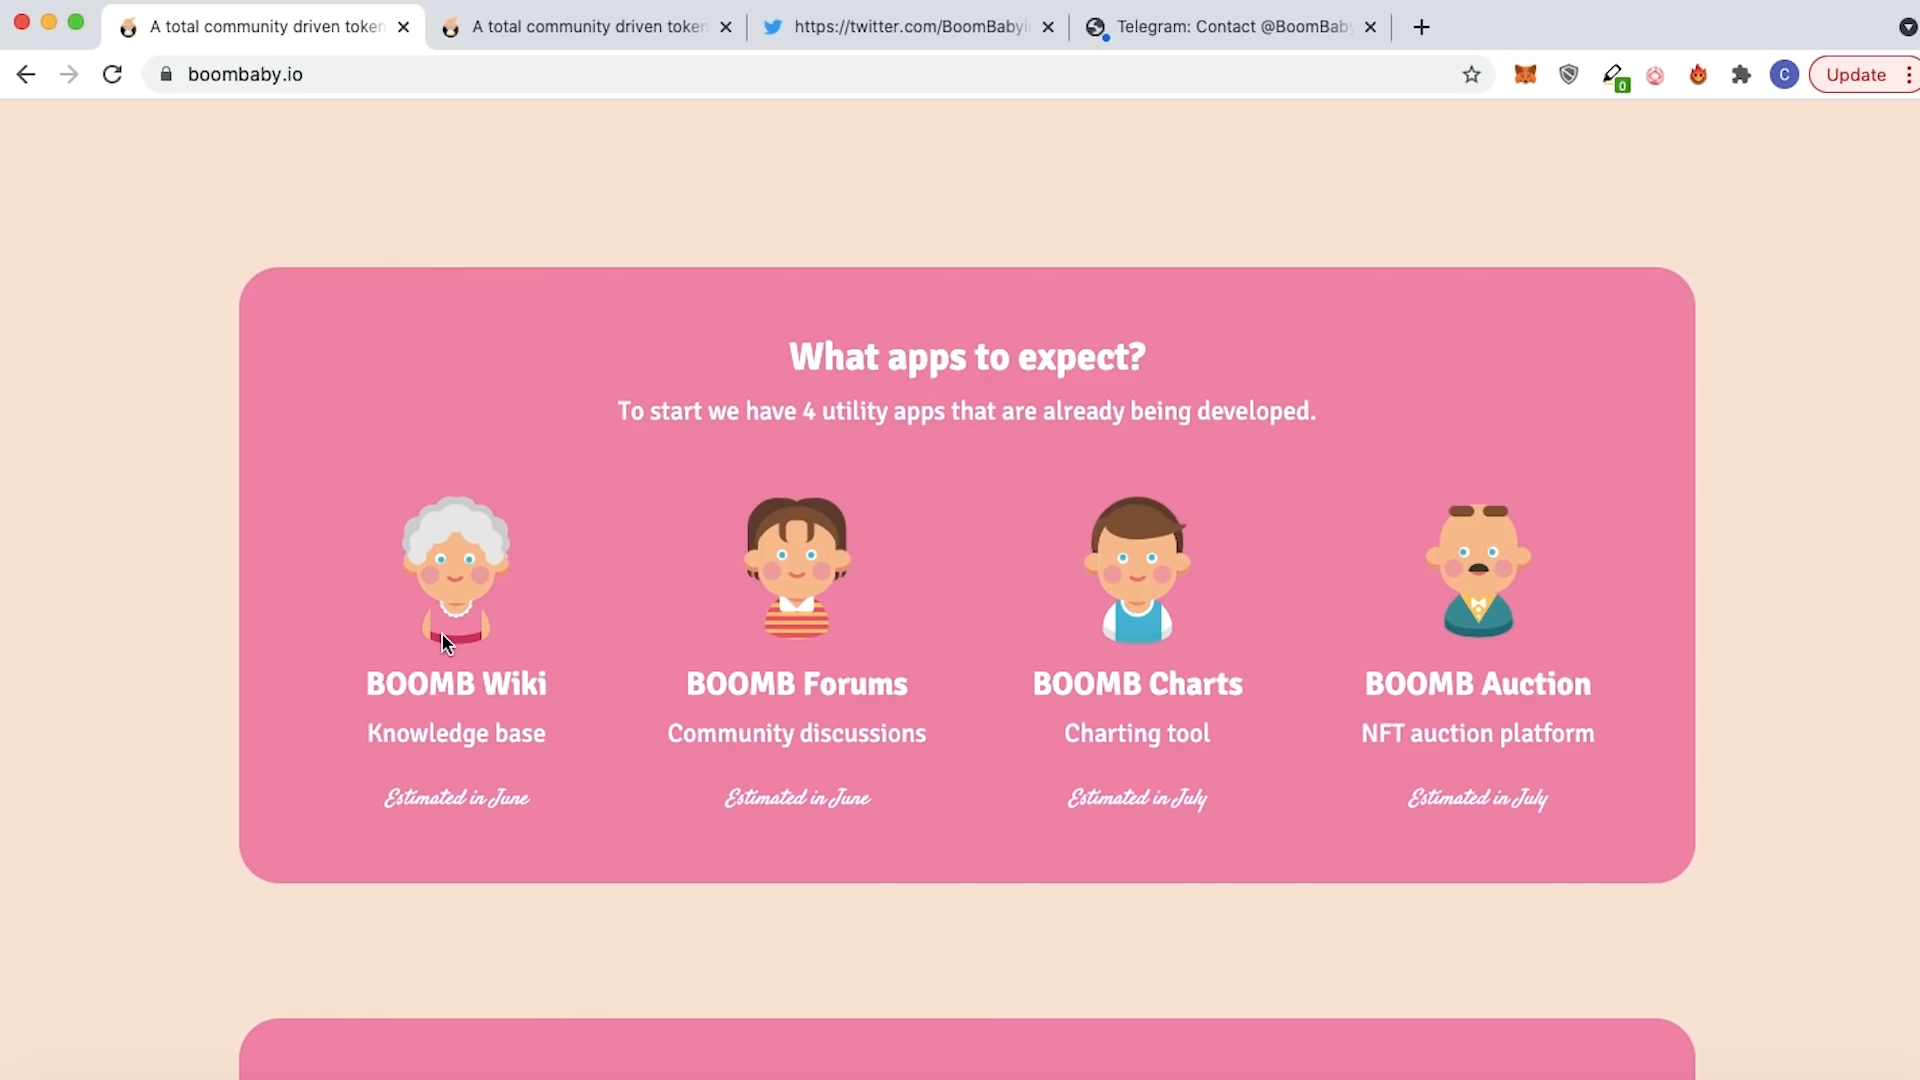 A total community driven token
A total community driven token
https://twitter.com/BoomBabyi
Telegram: Contact @BoomBaby
boombaby.io
0
C
Update
What apps to expect?
To start we have 4 utility apps that are already being developed.
BOOMB Wiki
Knowledge base
Estimated in June
BOOMB Forums
Community discussions
Estimated in June
BOOMB Charts
Charting tool
Estimated in July
BOOMB Auction
NFT auction platform
Estimated in July